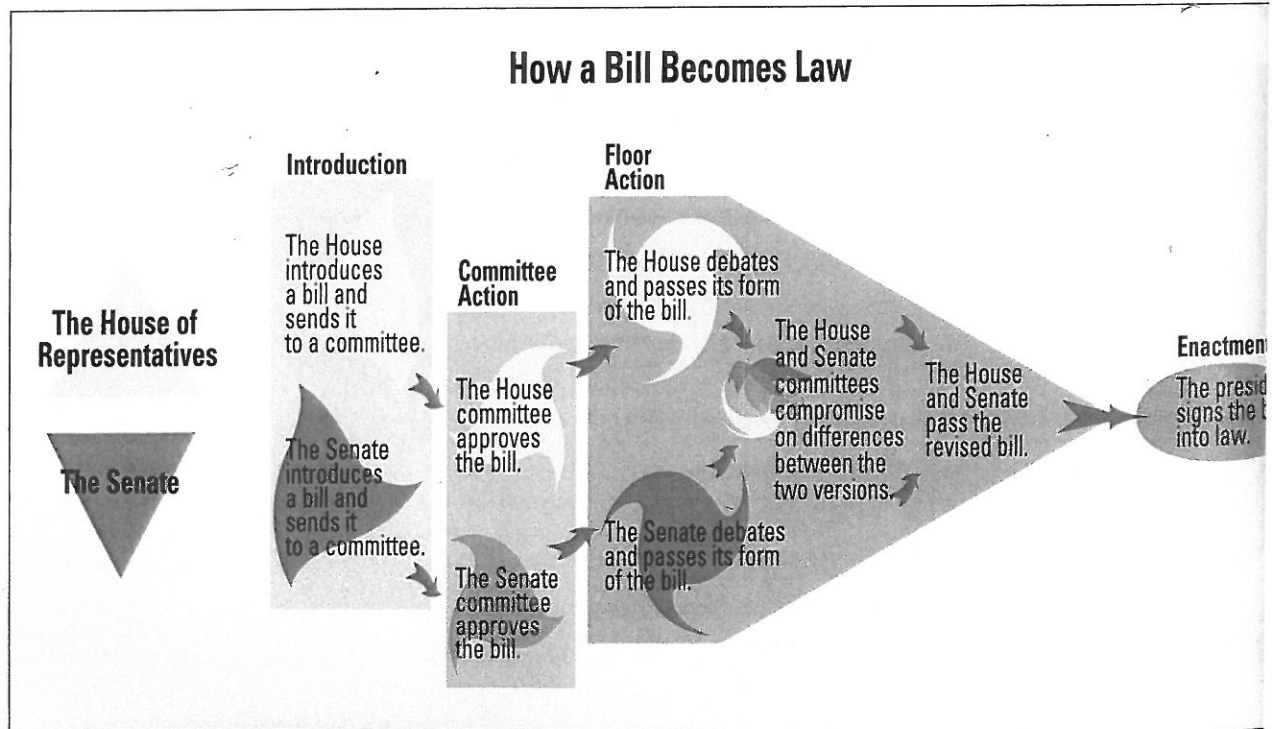 How a Bill Becomes Law
The House of
Representatives
The Senate
Introduction
The House
introduces
a bill and
sends it
to a committee.
The Senate
introduces
a bill and
sends it
to a committee.
Committee
Action
The House
committee
approves
the bill.
The Senate
committee
approves
the bill.
Floor
Action
The House debates
and passes its form
of the bill.
The Senate debates
and passes its form
of the bill.
The House
and Senate
committees
compromise
on differences
between the
two versions.
The House
and Senate
pass the
revised bill.
Enactment
The
signs the
into law.